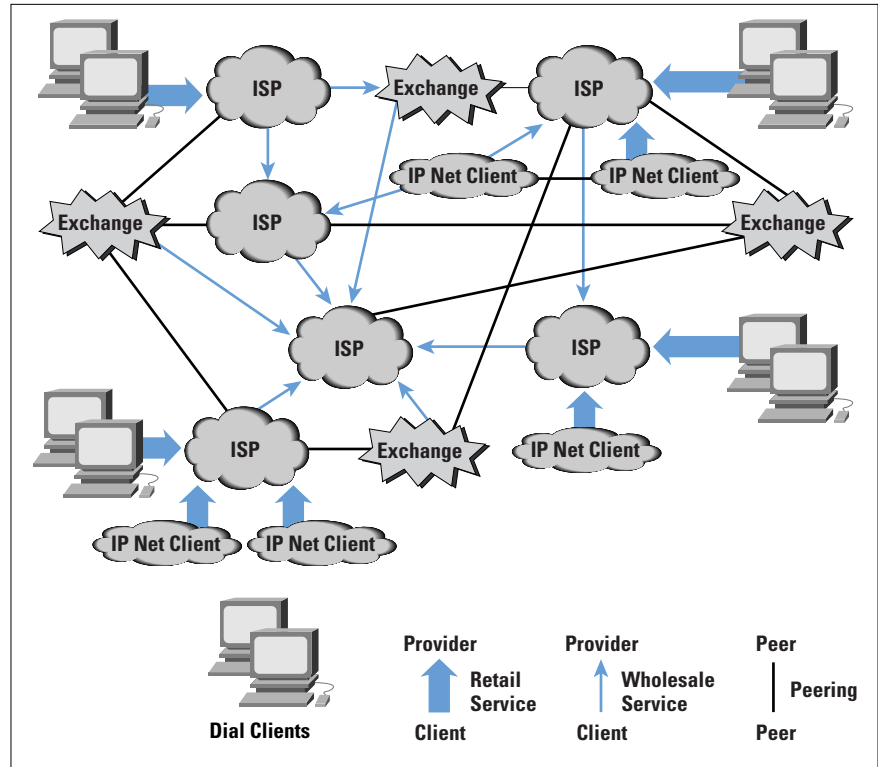 ISP
Exchange
ISP
IP Net Client
IP Net Client
Exchange
ISP
Exchange
ISP
ISP
ISP
Exchange
IP Net Client
IP Net Client
IP Net Client
Dial Clients
Provider
Retail
Service
Client
Provider
Wholesale
Service
Client
Peer
Peering
Peer